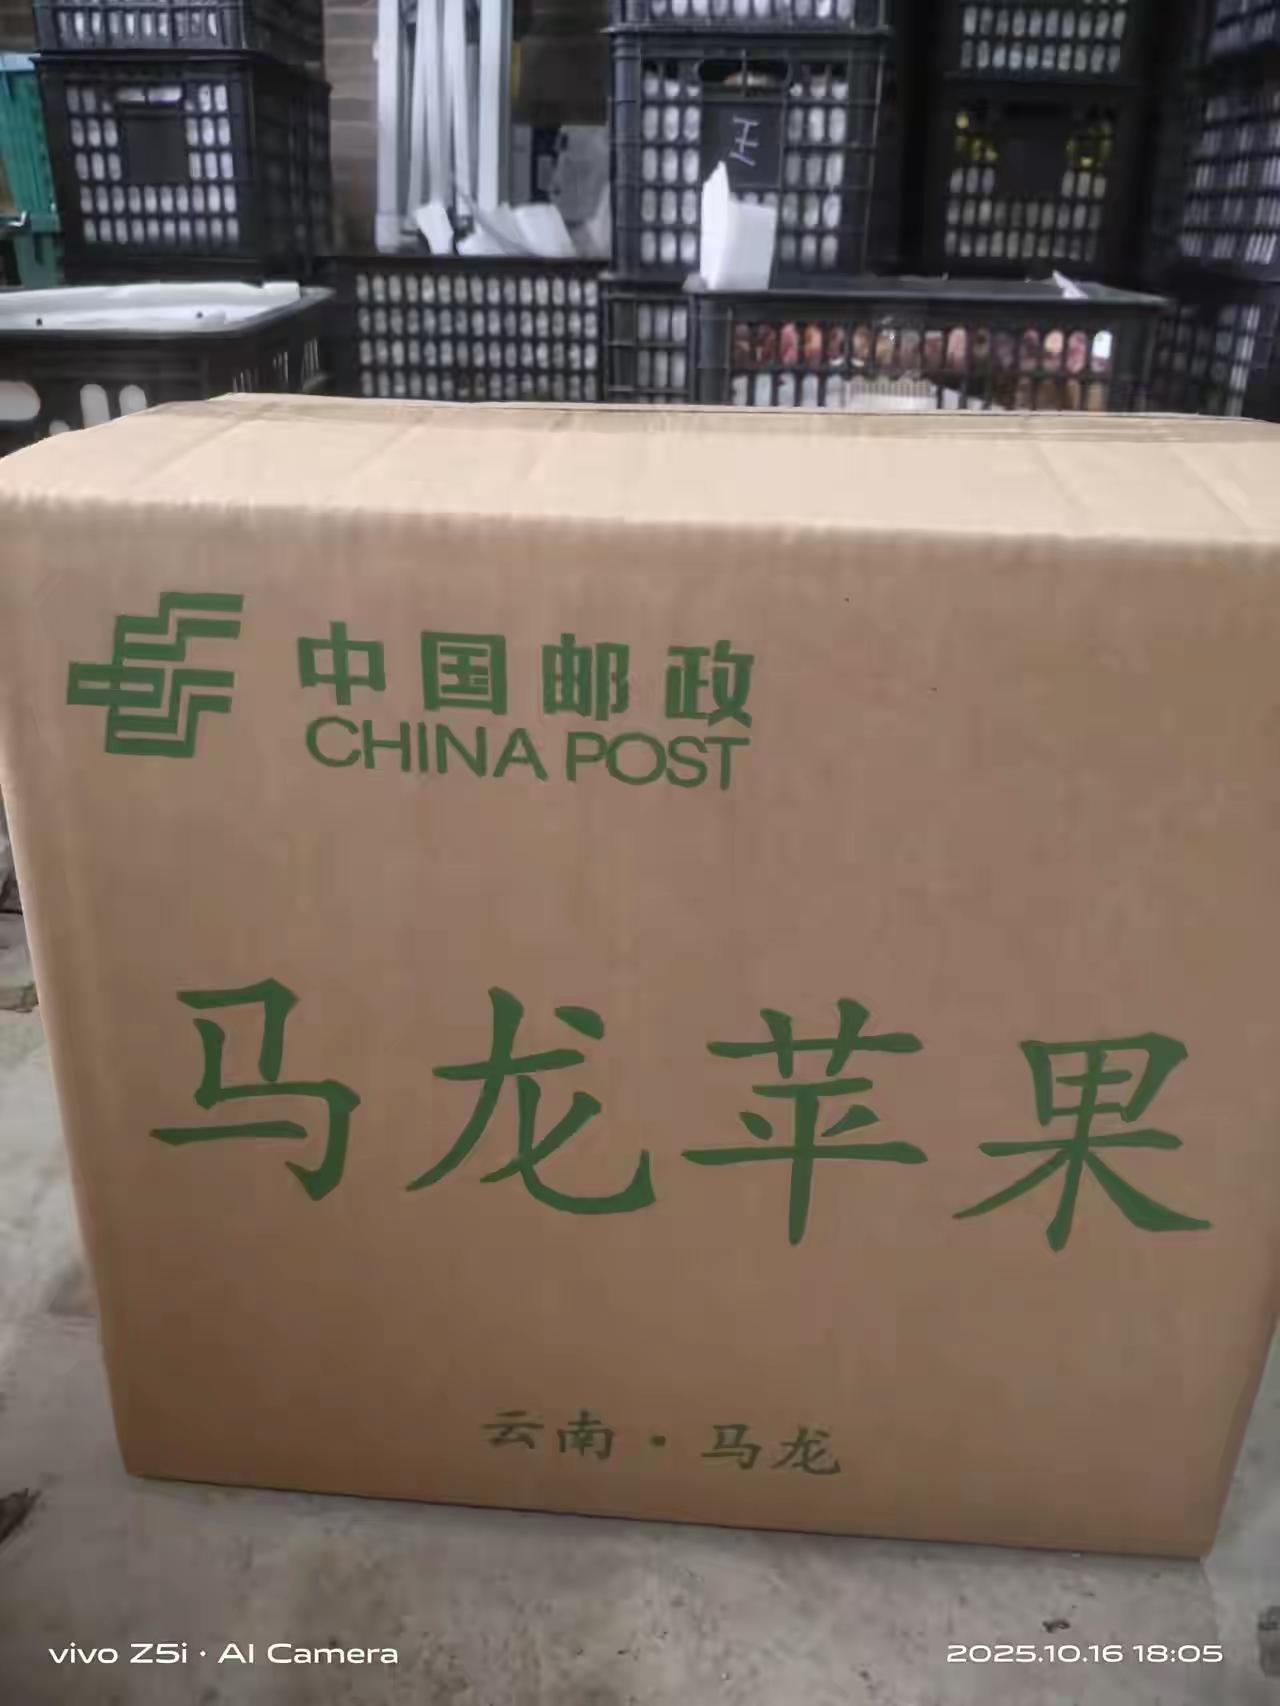 中国邮政
CHINA POST
马龙苹果
云南·马龙
vivo Z5i · AI Camera
2025.10.16 18:05